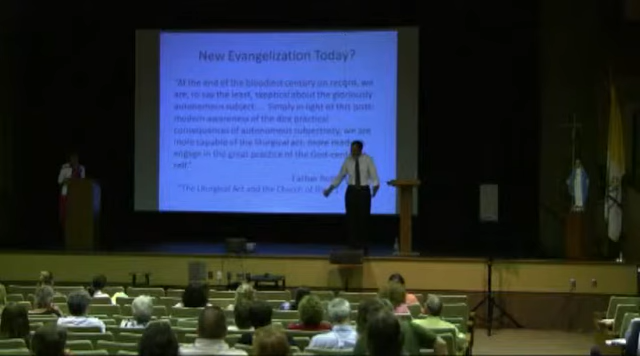 New Evangelization Today?
"At the end of the bloodiest century on record, we
are, to say the least, skeptical about the gloriously
autonomous subject.... Simply in light of this post-
modern awareness of the dire practical
consequences of autonomous subjectivity, we are
more capable of the liturgical act, more
engage in the great practice of the God-
self."
Father
"The Liturgical Act and the Church of